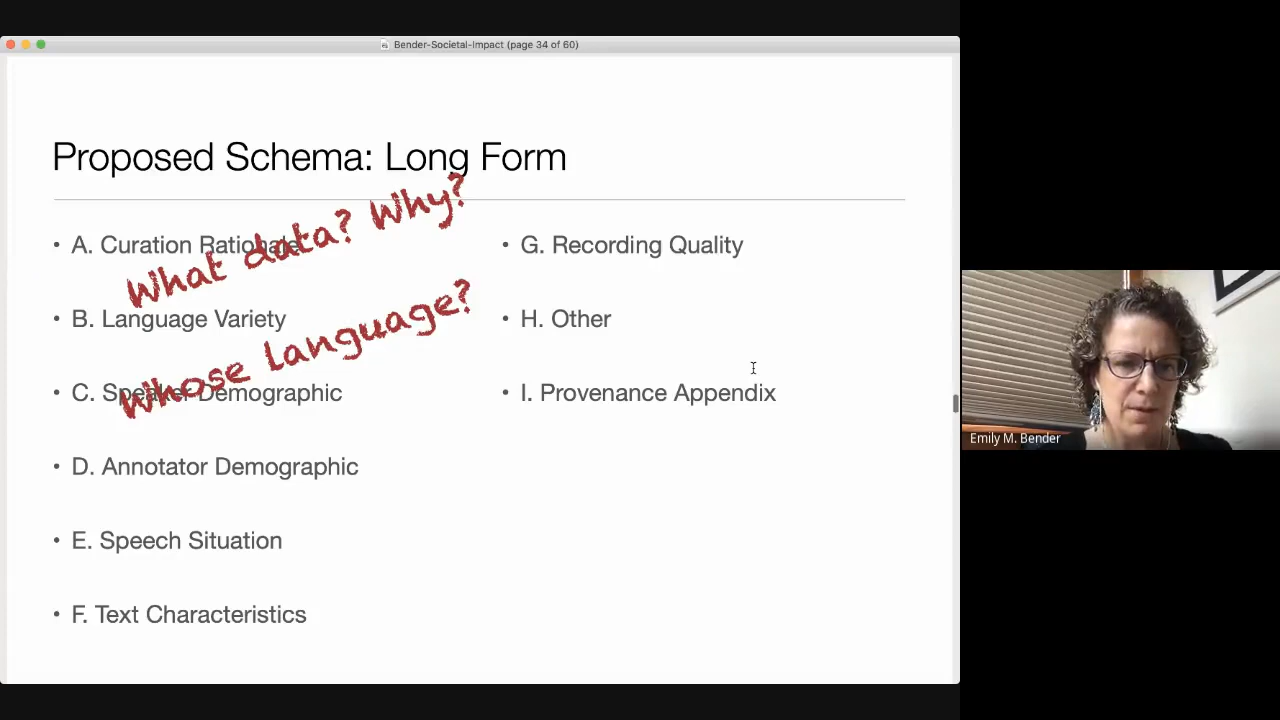 Bender-Societal-Impact (page 34 of 60)
Proposed Schema: Long Form
What data? Why?
• A. Curation Rationale
Whose language?
• B. Language Variety
• C. Speaker Demographic
• D. Annotator Demographic
• E. Speech Situation
• F. Text Characteristics
• G. Recording Quality
• H. Other
• I. Provenance Appendix
Emily M. Bender